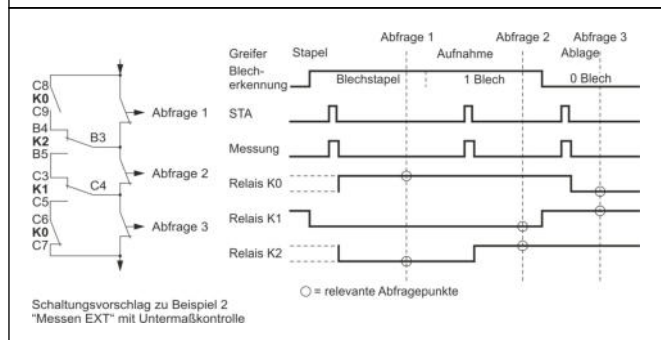 C8
K0
C9
B4
K2
B3
B5
C3
K1
C4
C5
C6
K0
C7
Abfrage 1
Abfrage 2
Abfrage 3
Schaltungsvorschlag zu Beispiel 2
"Messen EXT" mit Untermaßkontrolle
Abfrage 1
Abfrage 2
Abfrage 3
Greifer
Stapel
Aufnahme
Ablage
Blech-
erkennung
Blechstapel
1 Blech
0 Blech
STA
Messung
Relais K0
Relais K1
Relais K2
= relevante Abfragepunkte